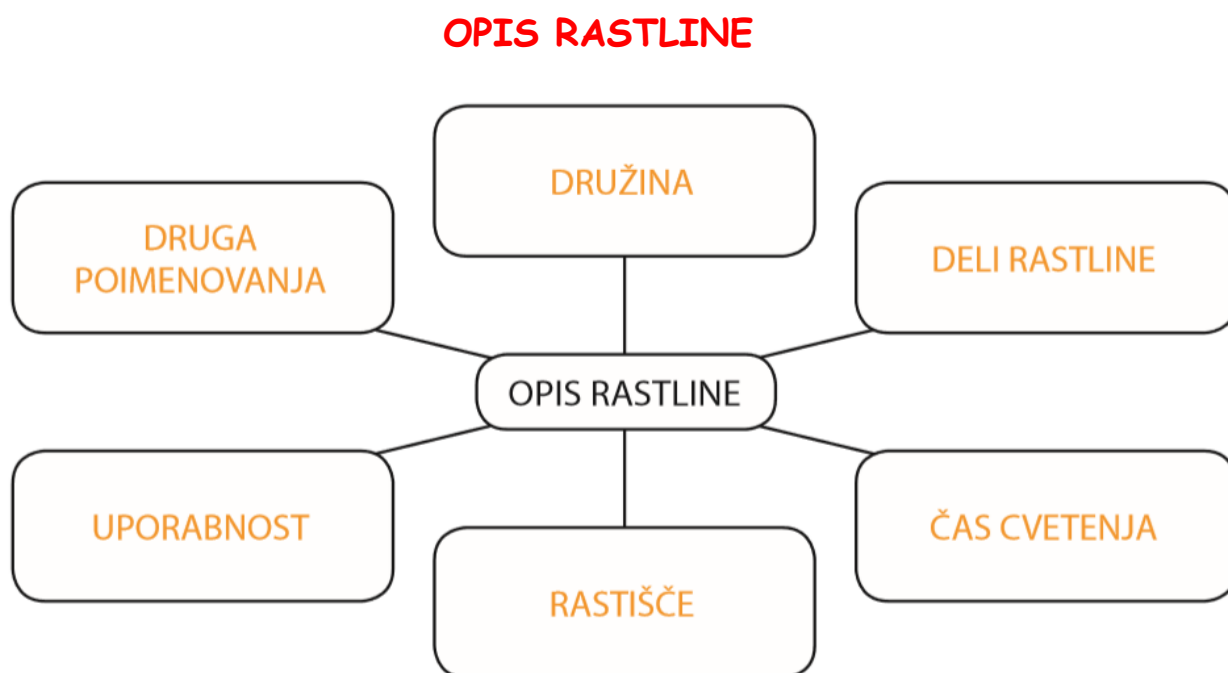 OPIS RASTLINE
DRUŽINA
DRUGA
POIMENOVANJA
DELI RASTLINE
OPIS RASTLINE
UPORABNOST
ČAS CVETENJA
RASTIŠČE